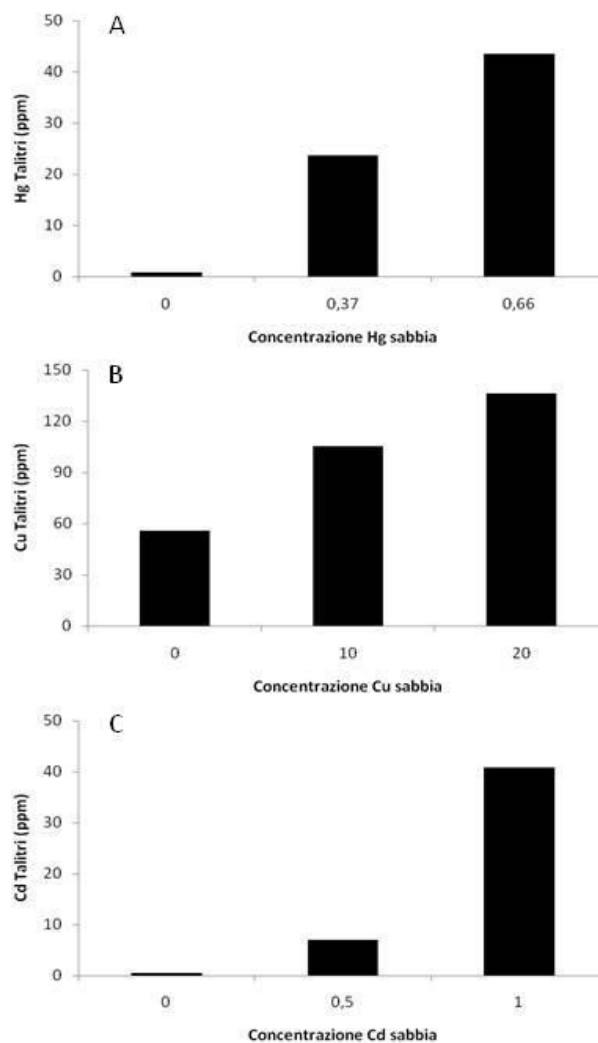 A
50
40
30
20
10
0
Hg Talitri (ppm)
0 0,37 0,66
Concentrazione Hg sabbia
B
150
120
90
60
30
0
Cu Talitri (ppm)
0 10 20
Concentrazione Cu sabbia
C
50
40
30
20
10
0
Cd Talitri (ppm)
0 0,5 1
Concentrazione Cd sabbia